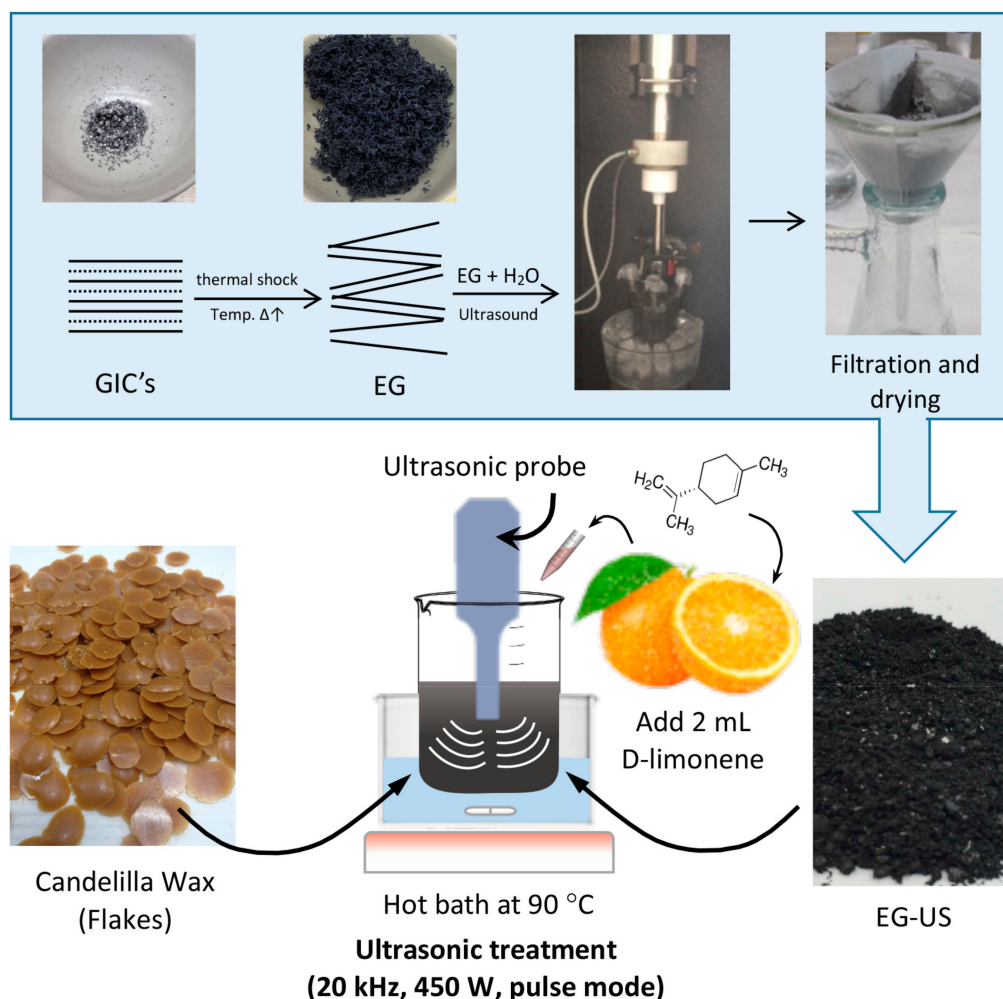 thermal shock
Temp. Δ↑
EG + H₂O
Ultrasound
GIC’s
EG
Filtration and
drying
Ultrasonic probe
H₂C
CH₃
CH₃
Add 2 mL
D-limonene
Candelilla Wax
(Flakes)
Hot bath at 90 °C
EG-US
Ultrasonic treatment
(20 kHz, 450 W, pulse mode)